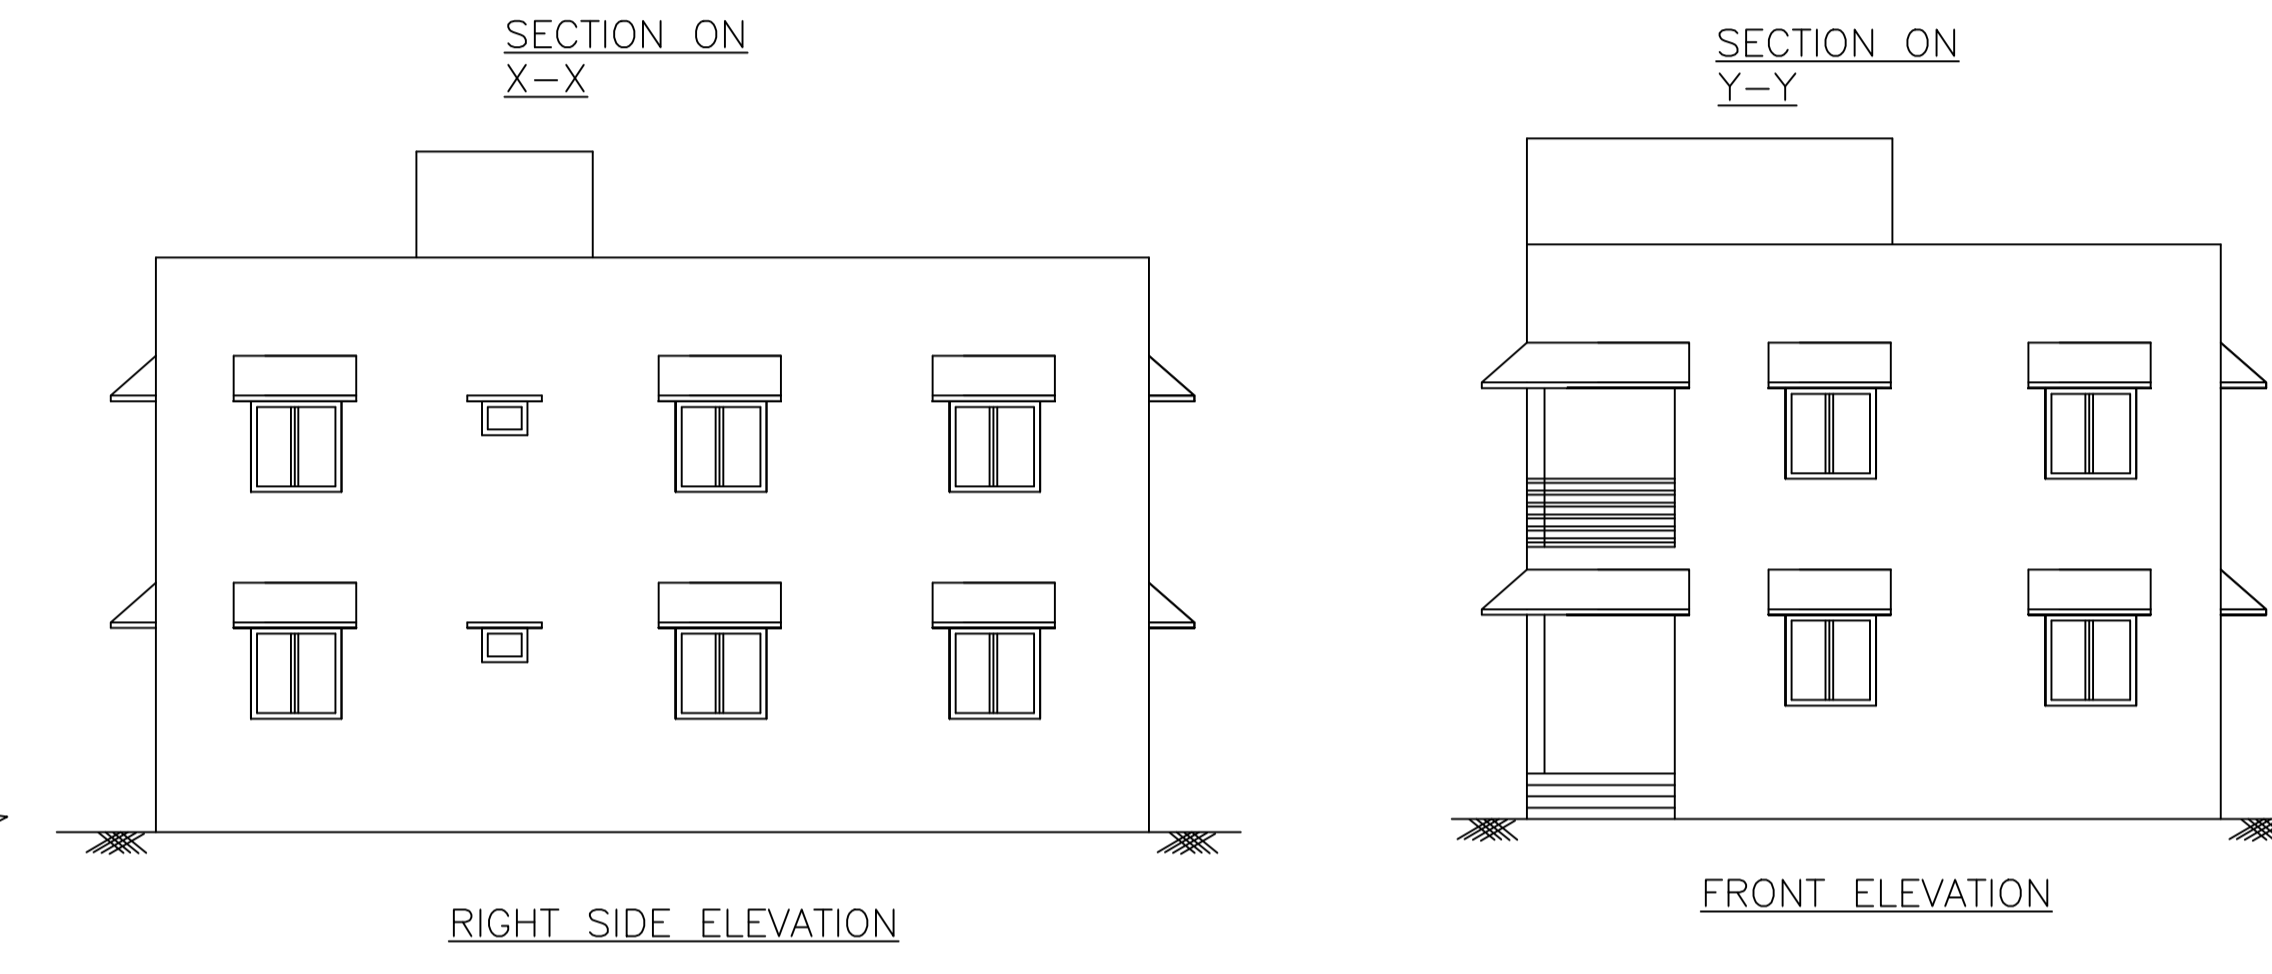 SECTION ON
X-X
SECTION ON
Y-Y
RIGHT SIDE ELEVATION
FRONT ELEVATION